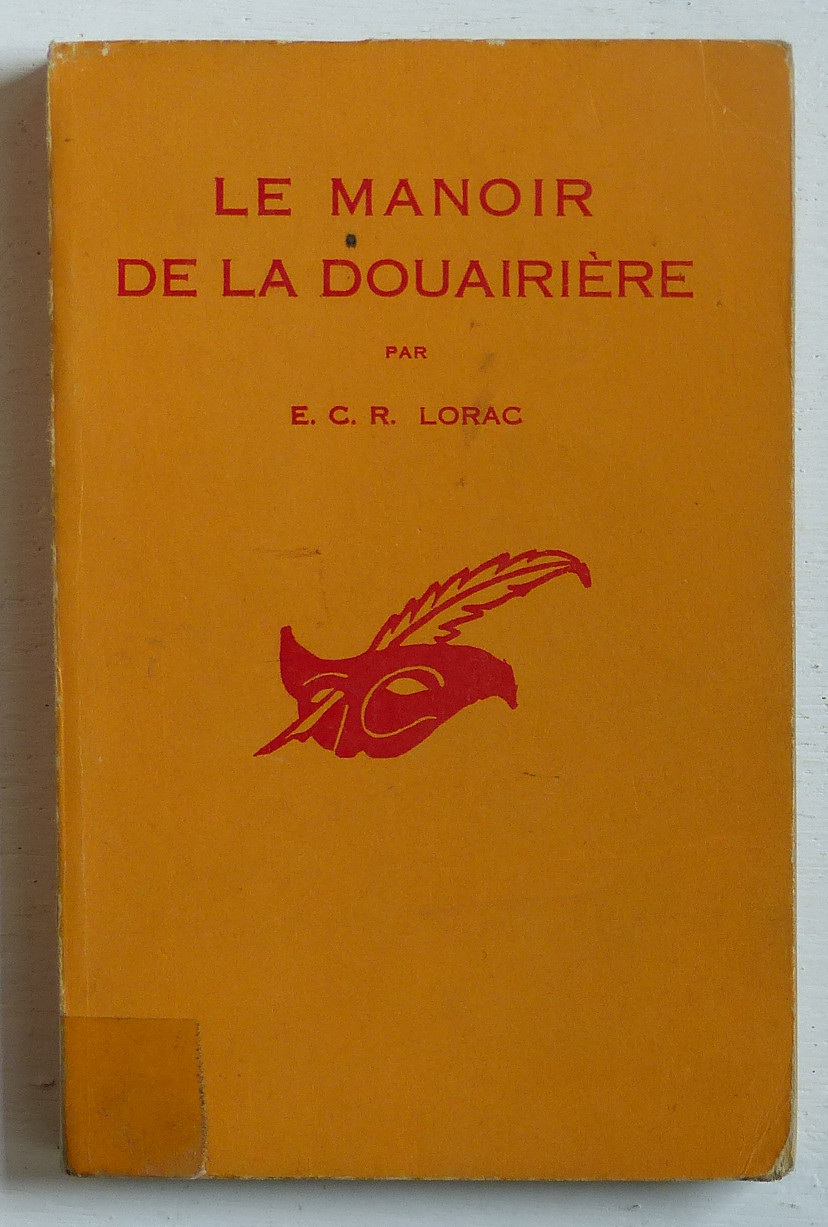 LE MANOIR
DE LA DOUAIRIÈRE
PAR
E. C. R. LORAC